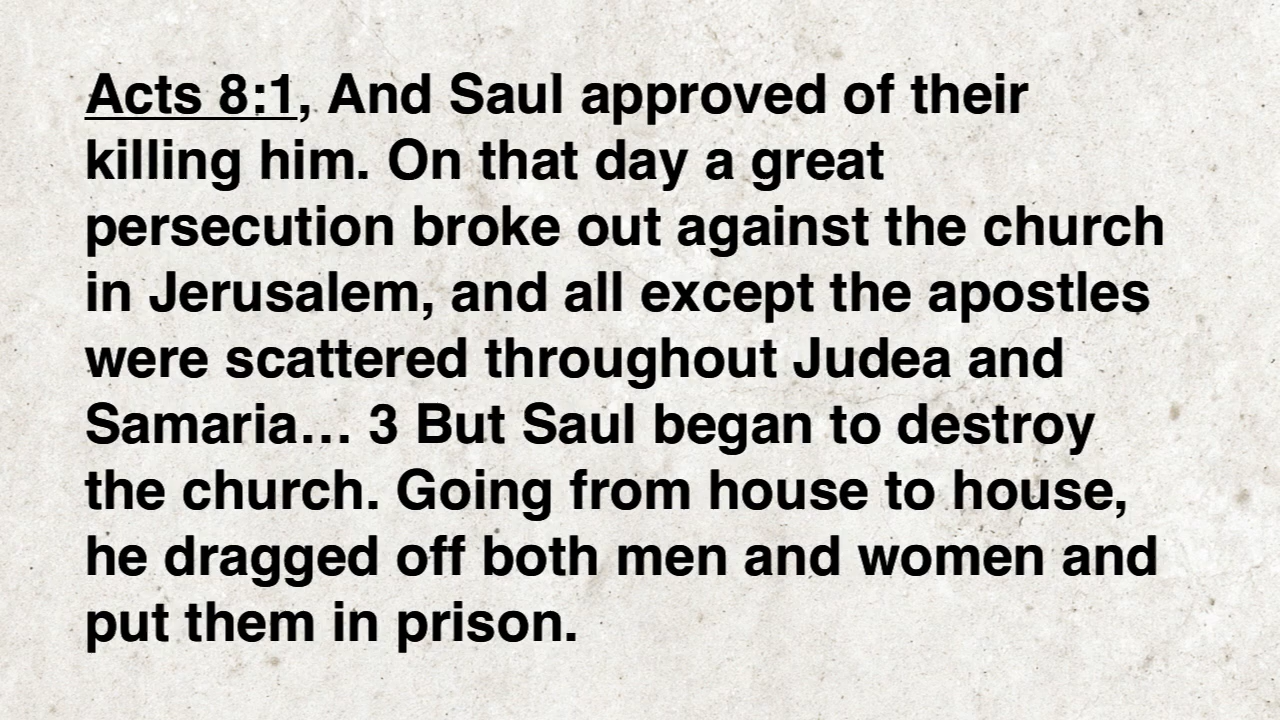 Acts 8:1, And Saul approved of their
killing him. On that day a great
persecution broke out against the church
in Jerusalem, and all except the apostles
were scattered throughout Judea and
Samaria… 3 But Saul began to destroy
the church. Going from house to house,
he dragged off both men and women and
put them in prison.